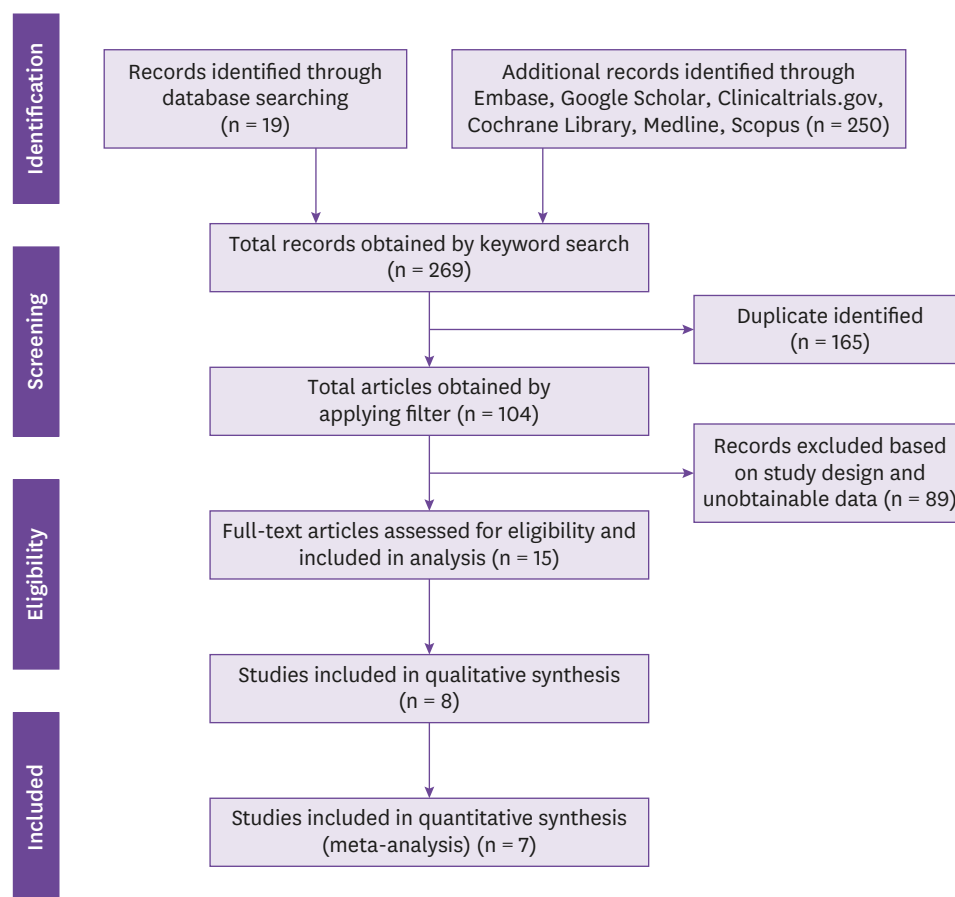 Identification
Records identified through
database searching
(n = 19)
Additional records identified through
Embase, Google Scholar, Clinicaltrials.gov,
Cochrane Library, Medline, Scopus (n = 250)
Screening
Total records obtained by keyword search
(n = 269)
Duplicate identified
(n = 165)
Total articles obtained by
applying filter (n = 104)
Records excluded based
on study design and
unobtainable data (n = 89)
Eligibility
Full-text articles assessed for eligibility and
included in analysis (n = 15)
Studies included in qualitative synthesis
(n = 8)
Included
Studies included in quantitative synthesis
(meta-analysis) (n = 7)